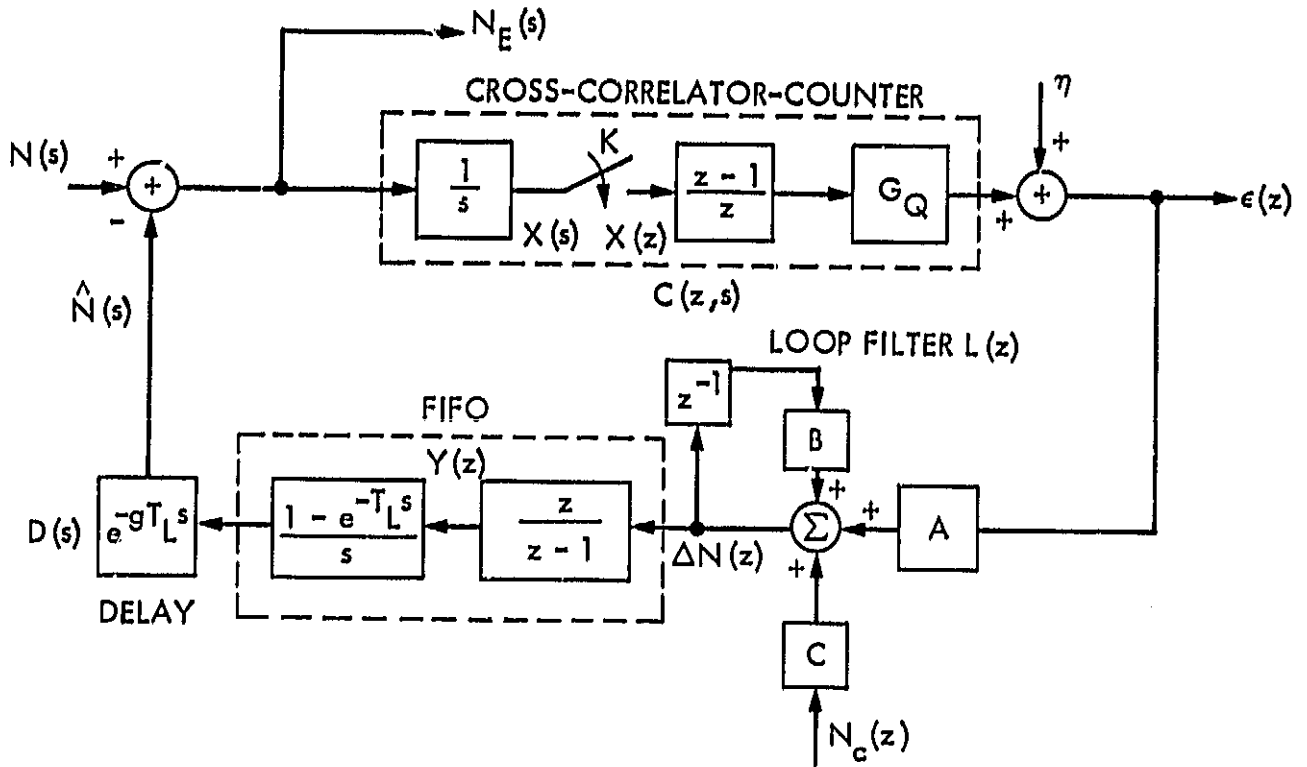 N_E(s)
CROSS-CORRELATOR-COUNTER
η
N(s)
+
+
-
1
s
K
X(s)
X(z)
z - 1
z
G_Q
+
+
+
ε(z)
C(z,s)
N̂(s)
LOOP FILTER L(z)
z^-1
B
FIFO
Y(z)
D(s)
e^-gT_L s
1 - e^-T_L s
s
z
z - 1
ΔN(z)
+
Σ
+
+
A
DELAY
C
N_c(z)